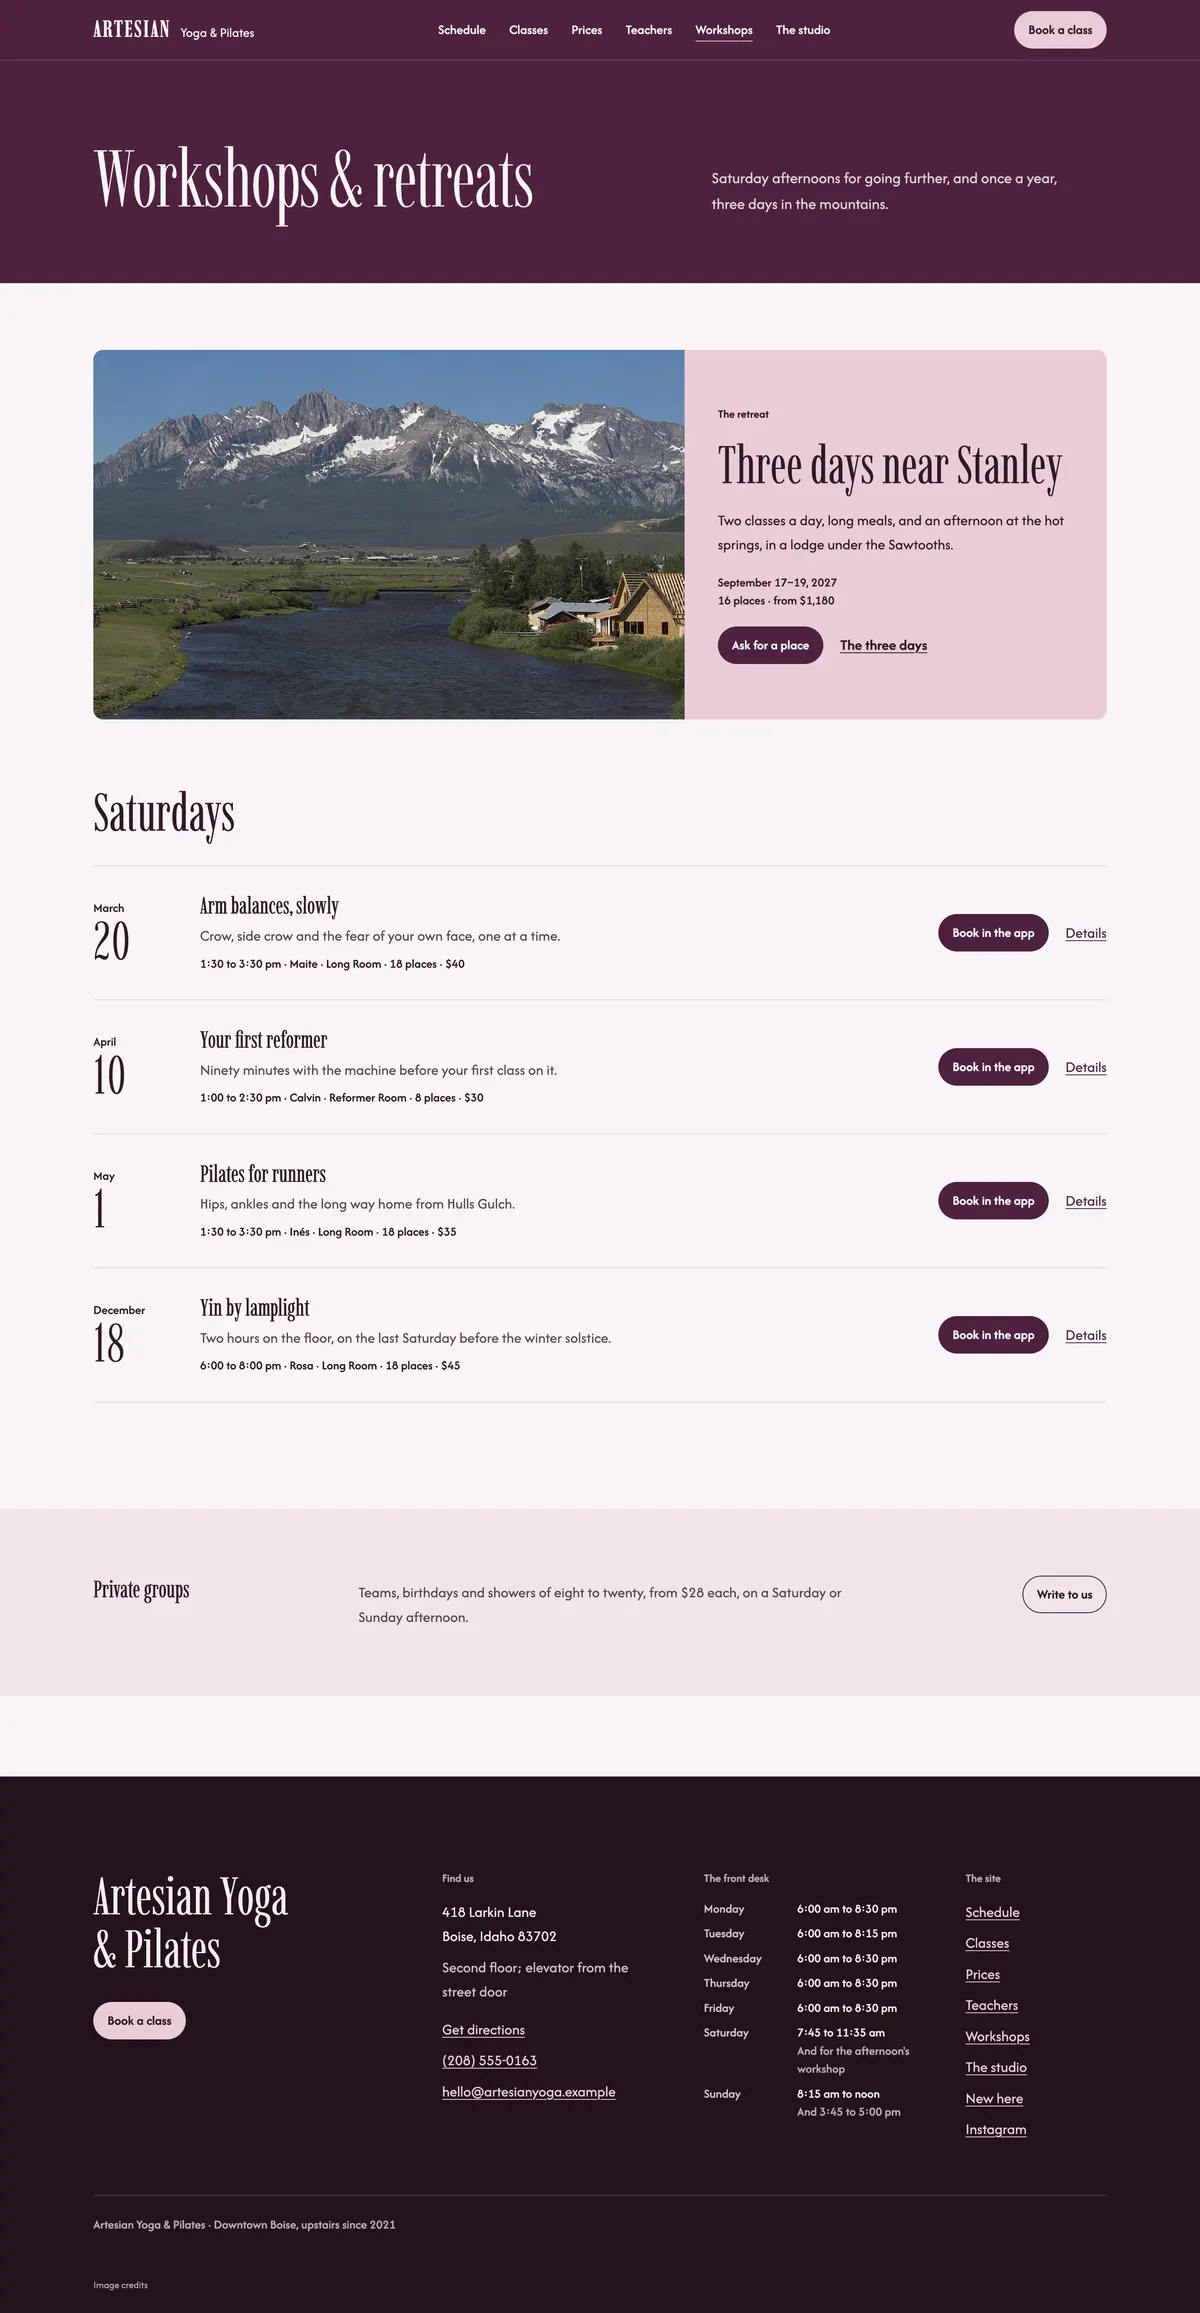 ARTESIAN Yoga & Pilates
Schedule Classes Prices Teachers Workshops The studio
Book a class
Workshops & retreats
Saturday afternoons for going further, and once a year,
three days in the mountains.
The retreat
Three days near Stanley
Two classes a day, long meals, and an afternoon at the hot
springs, in a lodge under the Sawtooths.
September 17–19, 2027
16 places · from $1,180
Ask for a place The three days
Saturdays
March
20
Arm balances, slowly
Crow, side crow and the fear of your own face, one at a time.
1:30 to 3:30 pm · Maite · Long Room · 18 places · $40
Book in the app Details
April
10
Your first reformer
Ninety minutes with the machine before your first class on it.
1:00 to 2:30 pm · Calvin · Reformer Room · 8 places · $30
Book in the app Details
May
1
Pilates for runners
Hips, ankles and the long way home from Hulls Gulch.
1:30 to 3:30 pm · Inés · Long Room · 18 places · $35
Book in the app Details
December
18
Yin by lamplight
Two hours on the floor, on the last Saturday before the winter solstice.
6:00 to 8:00 pm · Rosa · Long Room · 18 places · $45
Book in the app Details
Private groups
Teams, birthdays and showers of eight to twenty, from $28 each, on a Saturday or
Sunday afternoon.
Write to us
Artesian Yoga
& Pilates
Book a class
Find us
418 Larkin Lane
Boise, Idaho 83702
Second floor; elevator from the
street door
Get directions
(208) 555-0163
hello@artesianyoga.example
The front desk
Monday 6:00 am to 8:30 pm
Tuesday 6:00 am to 8:15 pm
Wednesday 6:00 am to 8:30 pm
Thursday 6:00 am to 8:30 pm
Friday 6:00 am to 8:30 pm
Saturday 7:45 to 11:35 am
And for the afternoon's
workshop
Sunday 8:15 am to noon
And 3:45 to 5:00 pm
The site
Schedule
Classes
Prices
Teachers
Workshops
The studio
New here
Instagram
Artesian Yoga & Pilates · Downtown Boise, upstairs since 2021
Image credits